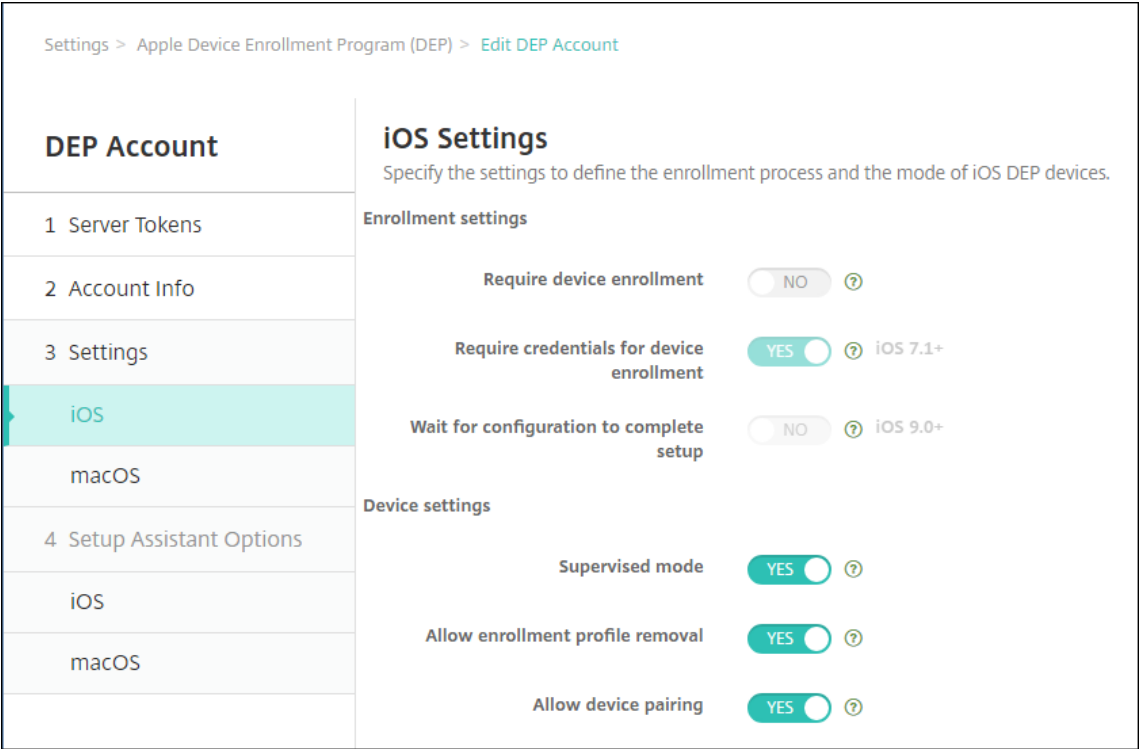 Settings > Apple Device Enrollment Program (DEP) > Edit DEP Account
DEP Account
1 Server Tokens
2 Account Info
3 Settings
iOS
macOS
4 Setup Assistant Options
iOS
macOS
iOS Settings
Specify the settings to define the enrollment process and the mode of iOS DEP devices.
Enrollment settings
Require device enrollment NO ?
Require credentials for device
enrollment YES ? iOS 7.1+
Wait for configuration to complete
setup NO ? iOS 9.0+
Device settings
Supervised mode YES ?
Allow enrollment profile removal YES ?
Allow device pairing YES ?